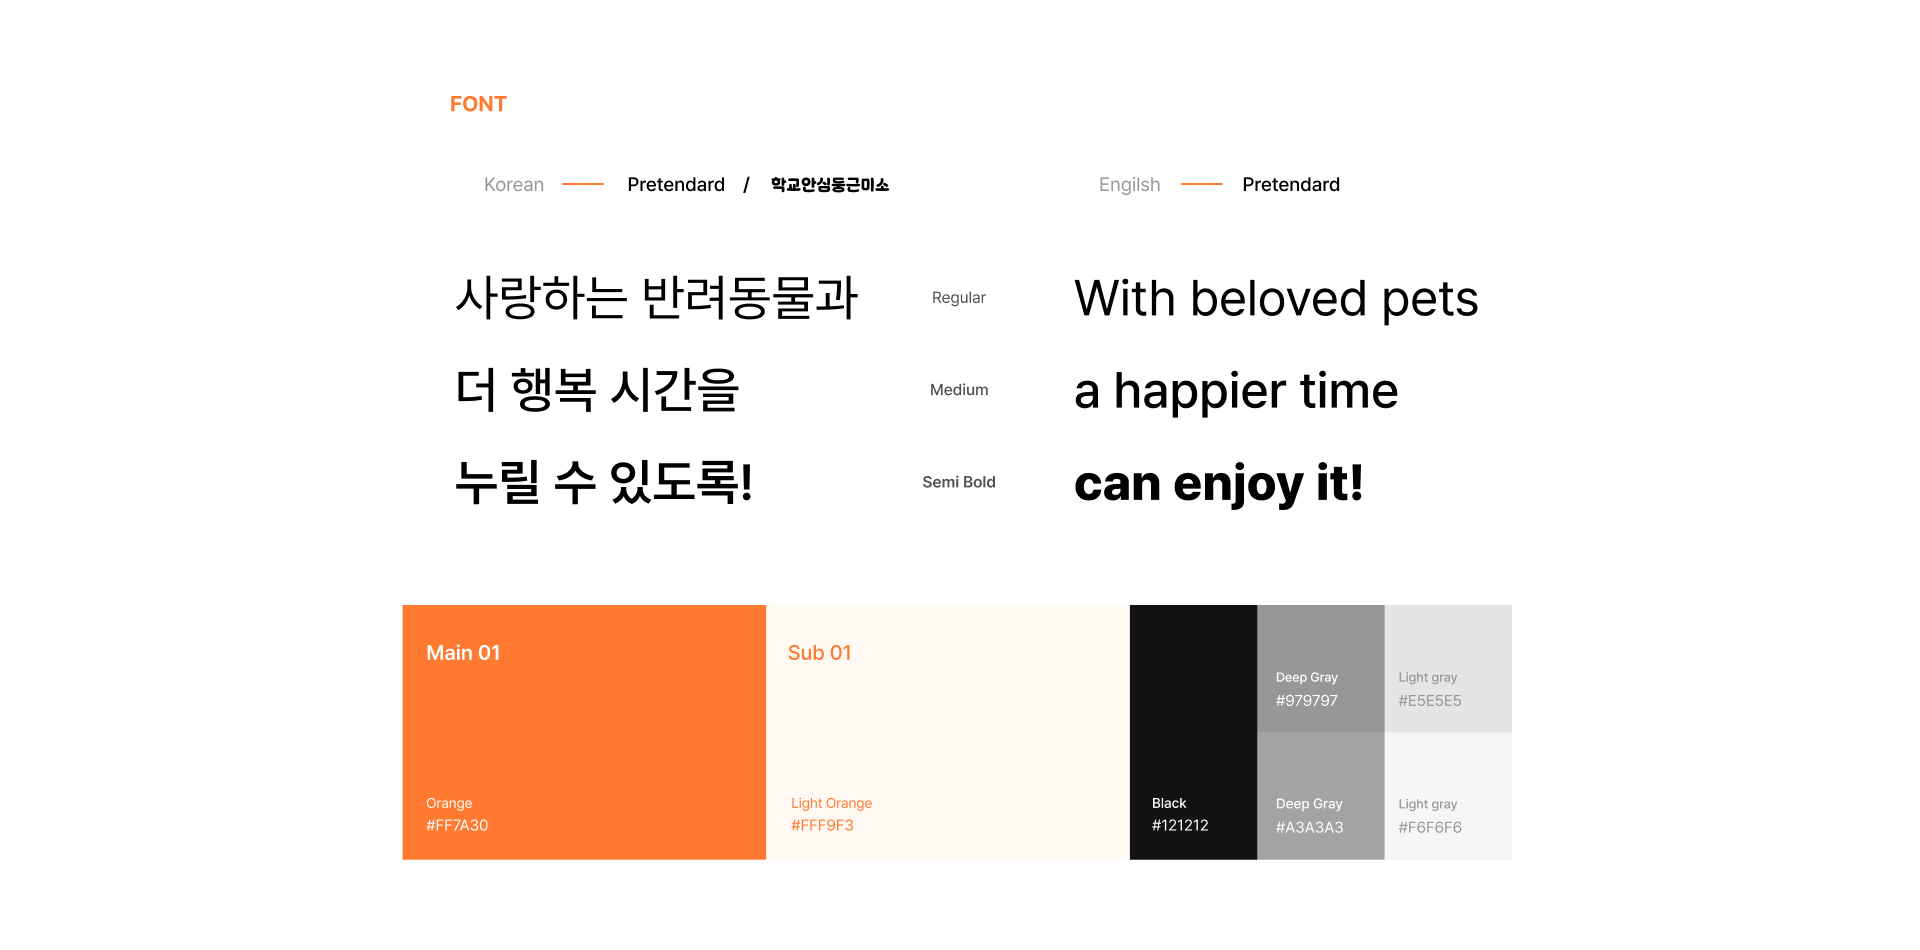 FONT
Korean Pretendard / 학교안심둥근미소
Engilsh Pretendard
사랑하는 반려동물과 Regular With beloved pets
더 행복 시간을 Medium a happier time
누릴 수 있도록! Semi Bold can enjoy it!
Main 01
Orange
#FF7A30
Sub 01
Light Orange
#FFF9F3
Black
#121212
Deep Gray
#979797
Light gray
#E5E5E5
Deep Gray
#A3A3A3
Light gray
#F6F6F6